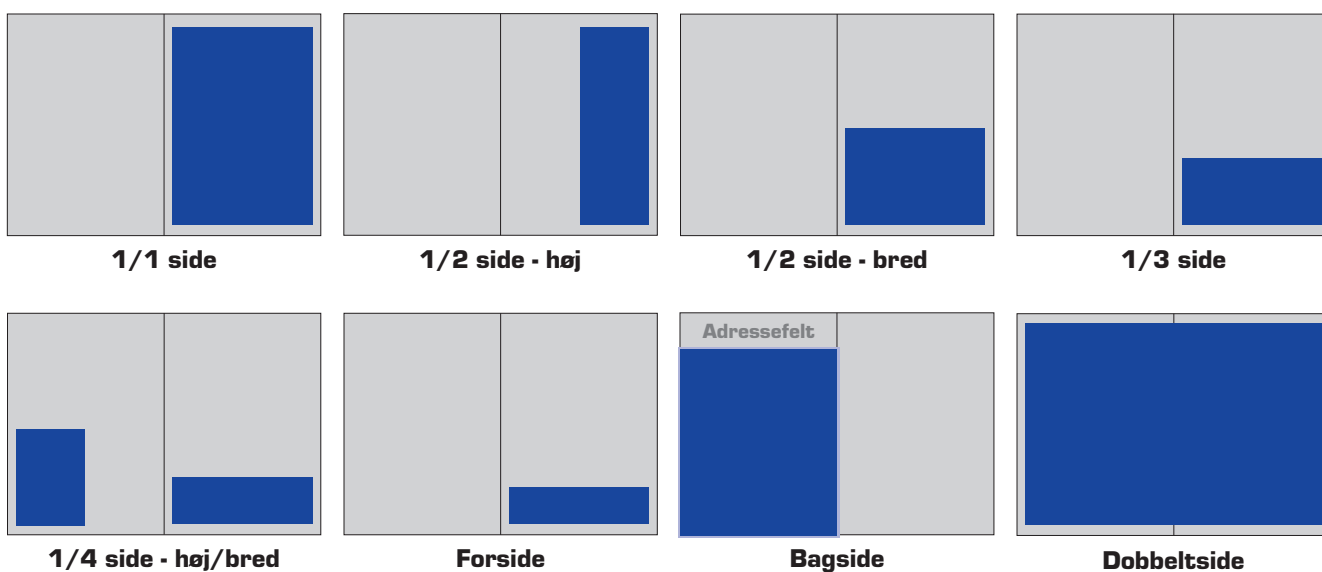 1/1 side
1/2 side - høj
1/2 side - bred
1/3 side
Adressefelt
1/4 side - høj/bred
Forside
Bagside
Dobbeltside